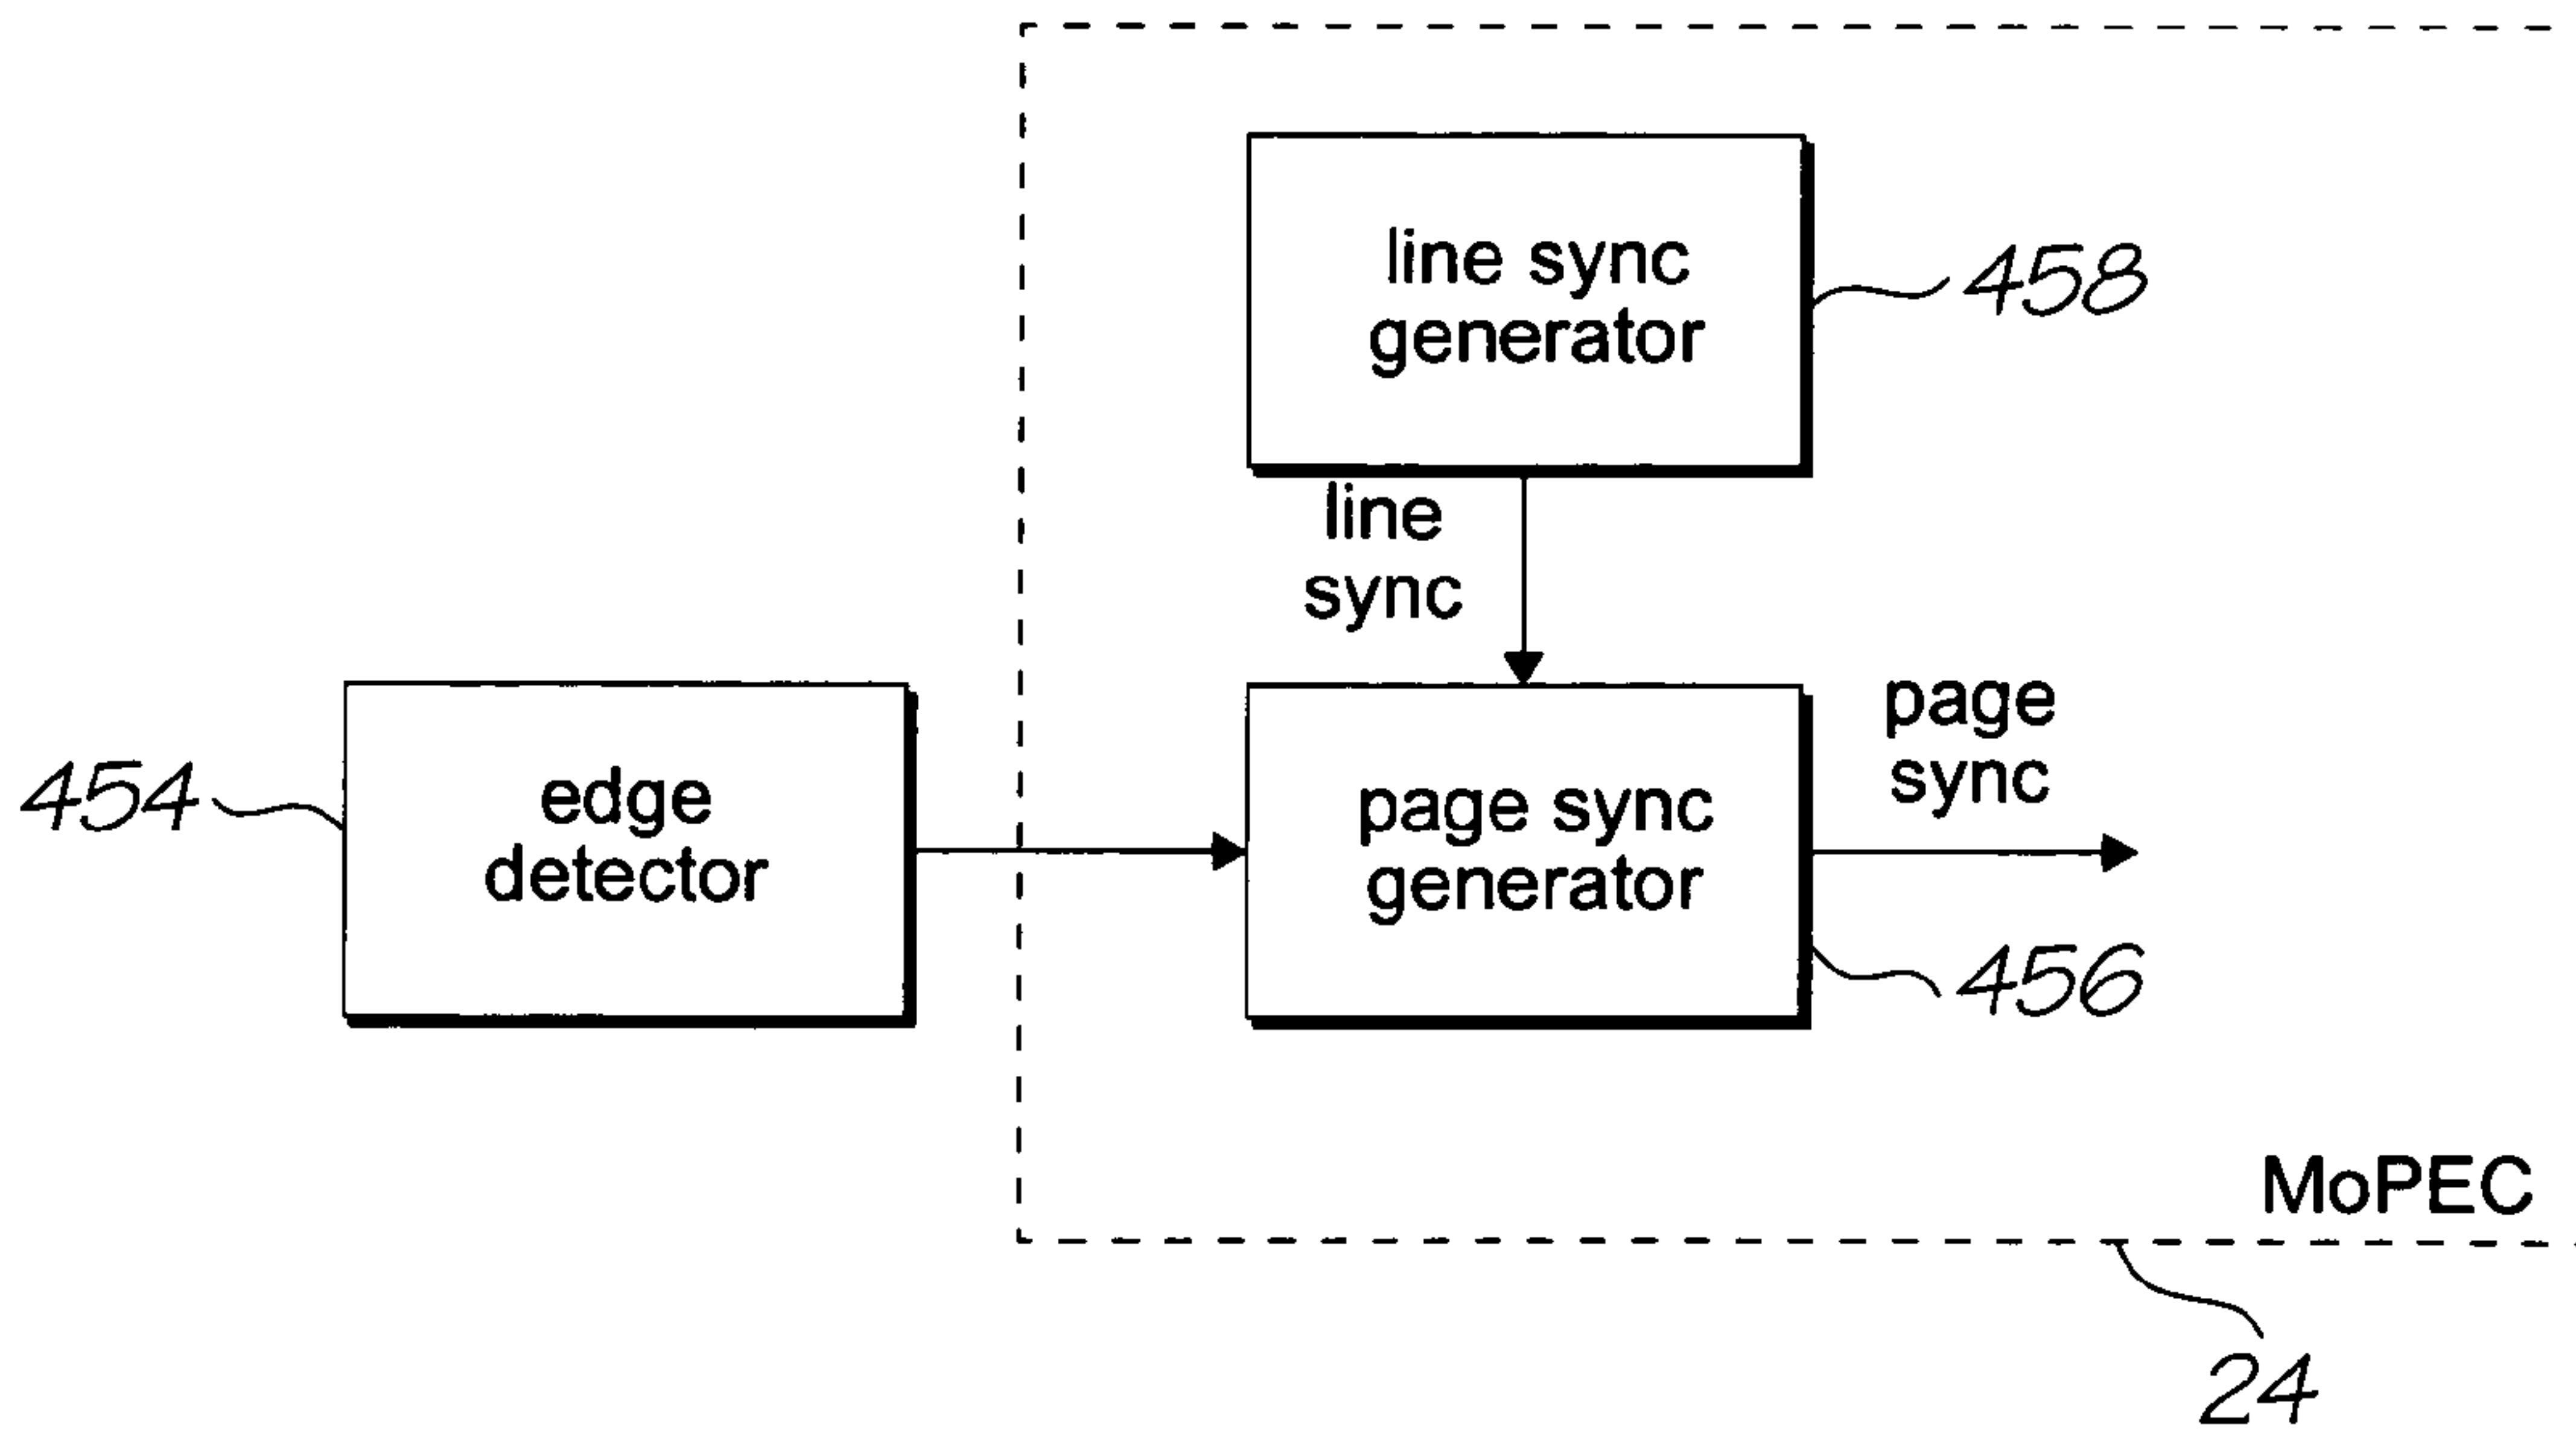 line sync
generator
458
line
sync
page
sync
454
edge
detector
page sync
generator
456
MoPEC
24